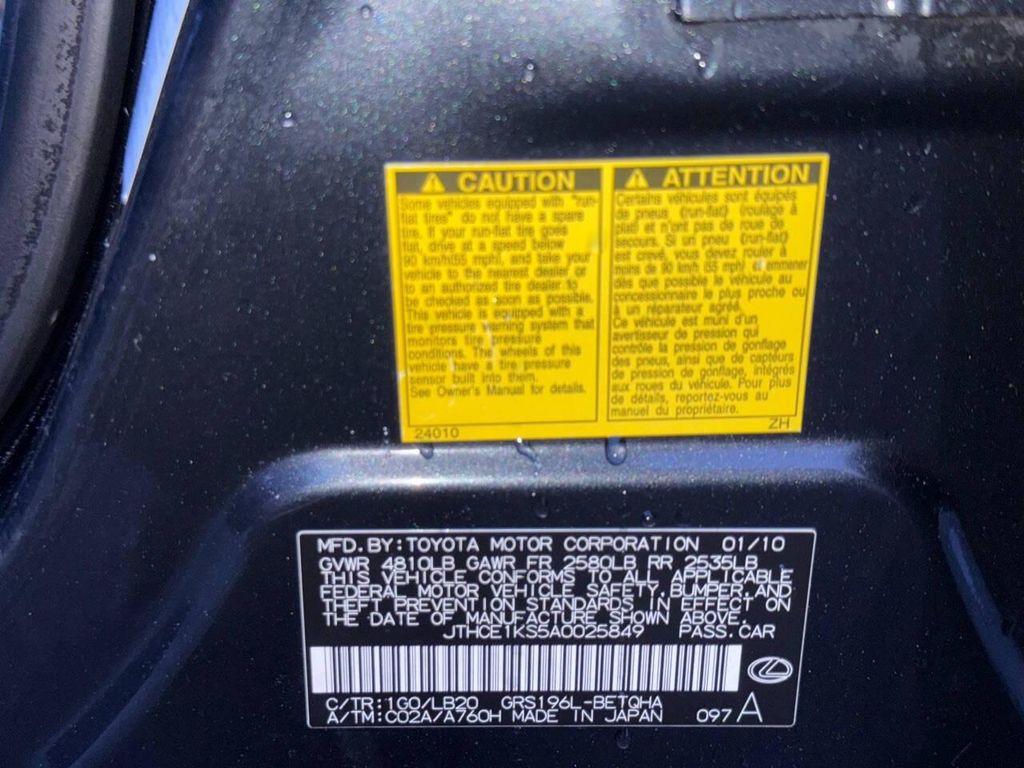 CAUTION
Some vehicles equipped with "run-
flat tires" do not have a spare
tire. If your run-flat tire goes
flat, drive at a speed below
90 km/h(55 mph), and take your
vehicle to the nearest dealer or
to an authorized tire dealer to
be checked as soon as possible.
This vehicle is equipped with a
tire pressure warning system that
monitors tire pressure
conditions. The wheels of this
vehicle have a tire pressure
sensor built into them.
See Owner's Manual for details.
24010
ATTENTION
Certains véhicules sont équipés
de pneus (run-flat) (roulage à
plat) et n'ont pas de roue de
secours. Si un pneu (run-flat)
est crevé, vous devez rouler à
moins de 90 km/h (55 mph) et emmener
dès que possible le véhicule au
concessionnaire le plus proche ou
à un réparateur agréé.
Ce véhicule est muni d'un
avertisseur de pression qui
contrôle la pression de gonflage
des pneus, ainsi que de capteurs
de pression de gonflage, intégrés
aux roues du véhicule. Pour plus
de détails, reportez-vous au
manuel du propriétaire.
ZH
MFD.BY:TOYOTA MOTOR CORPORATION 01/10
GVWR 4810LB GAWR FR 2580LB RR 2535LB
THIS VEHICLE CONFORMS TO ALL APPLICABLE
FEDERAL MOTOR VEHICLE SAFETY,BUMPER,AND
THEFT PREVENTION STANDARDS IN EFFECT ON
THE DATE OF MANUFACTURE SHOWN ABOVE.
JTHCE1KS5A0025849 PASS.CAR
C/TR:1G0/LB20 GRS196L-BETQHA
A/TM:C02A/A760H MADE IN JAPAN 097 A